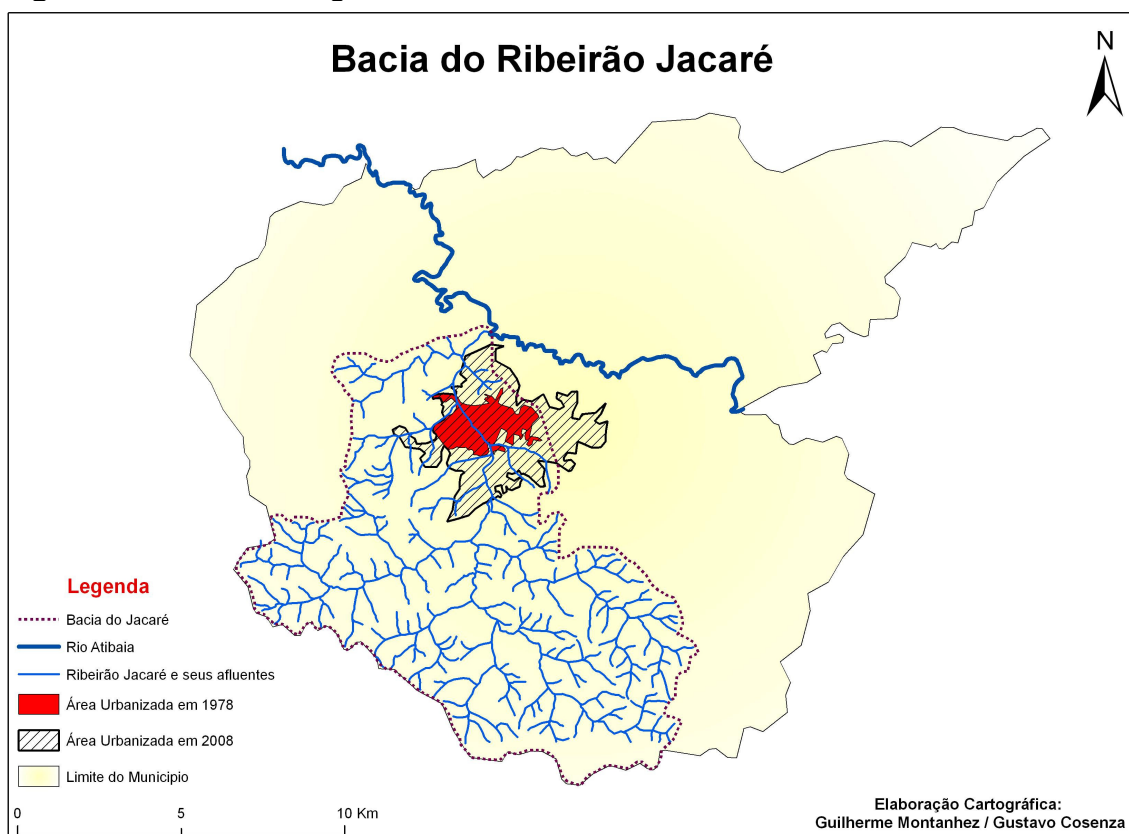 Bacia do Ribeirão Jacaré
N
Legenda
Bacia do Jacaré
Rio Atibaia
Ribeirão Jacaré e seus afluentes
Área Urbanizada em 1978
Área Urbanizada em 2008
Limite do Municipio
0 5 10 Km
Elaboração Cartográfica:
Guilherme Montanhez / Gustavo Cosenza